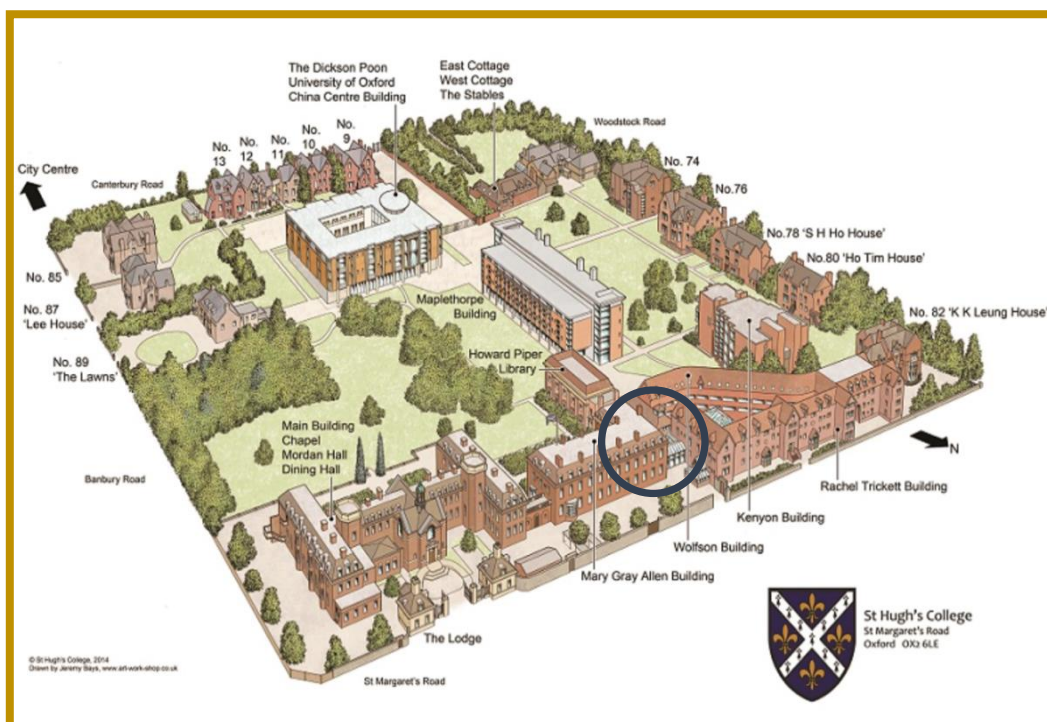 The Dickson Poon
University of Oxford
China Centre Building
East Cottage
West Cottage
The Stables
Woodstock Road
No.
9
No.
10
No.
11
No.
12
No.
13
City Centre
Canterbury Road
No. 74
No.76
No.78 'S H Ho House'
No.80 'Ho Tim House'
No. 82 'K K Leung House'
No. 85
No. 87
'Lee House'
No. 89
'The Lawns'
Maplethorpe
Building
Howard Piper
Library
Main Building
Chapel
Mordan Hall
Dining Hall
Banbury Road
N
Rachel Trickett Building
Kenyon Building
Wolfson Building
Mary Gray Allen Building
The Lodge
St Margaret's Road
© St Hugh's College, 2014
Drawn by Jeremy Bays, www.art-work-shop.co.uk
St Hugh's College
St Margaret's Road
Oxford OX2 6LE